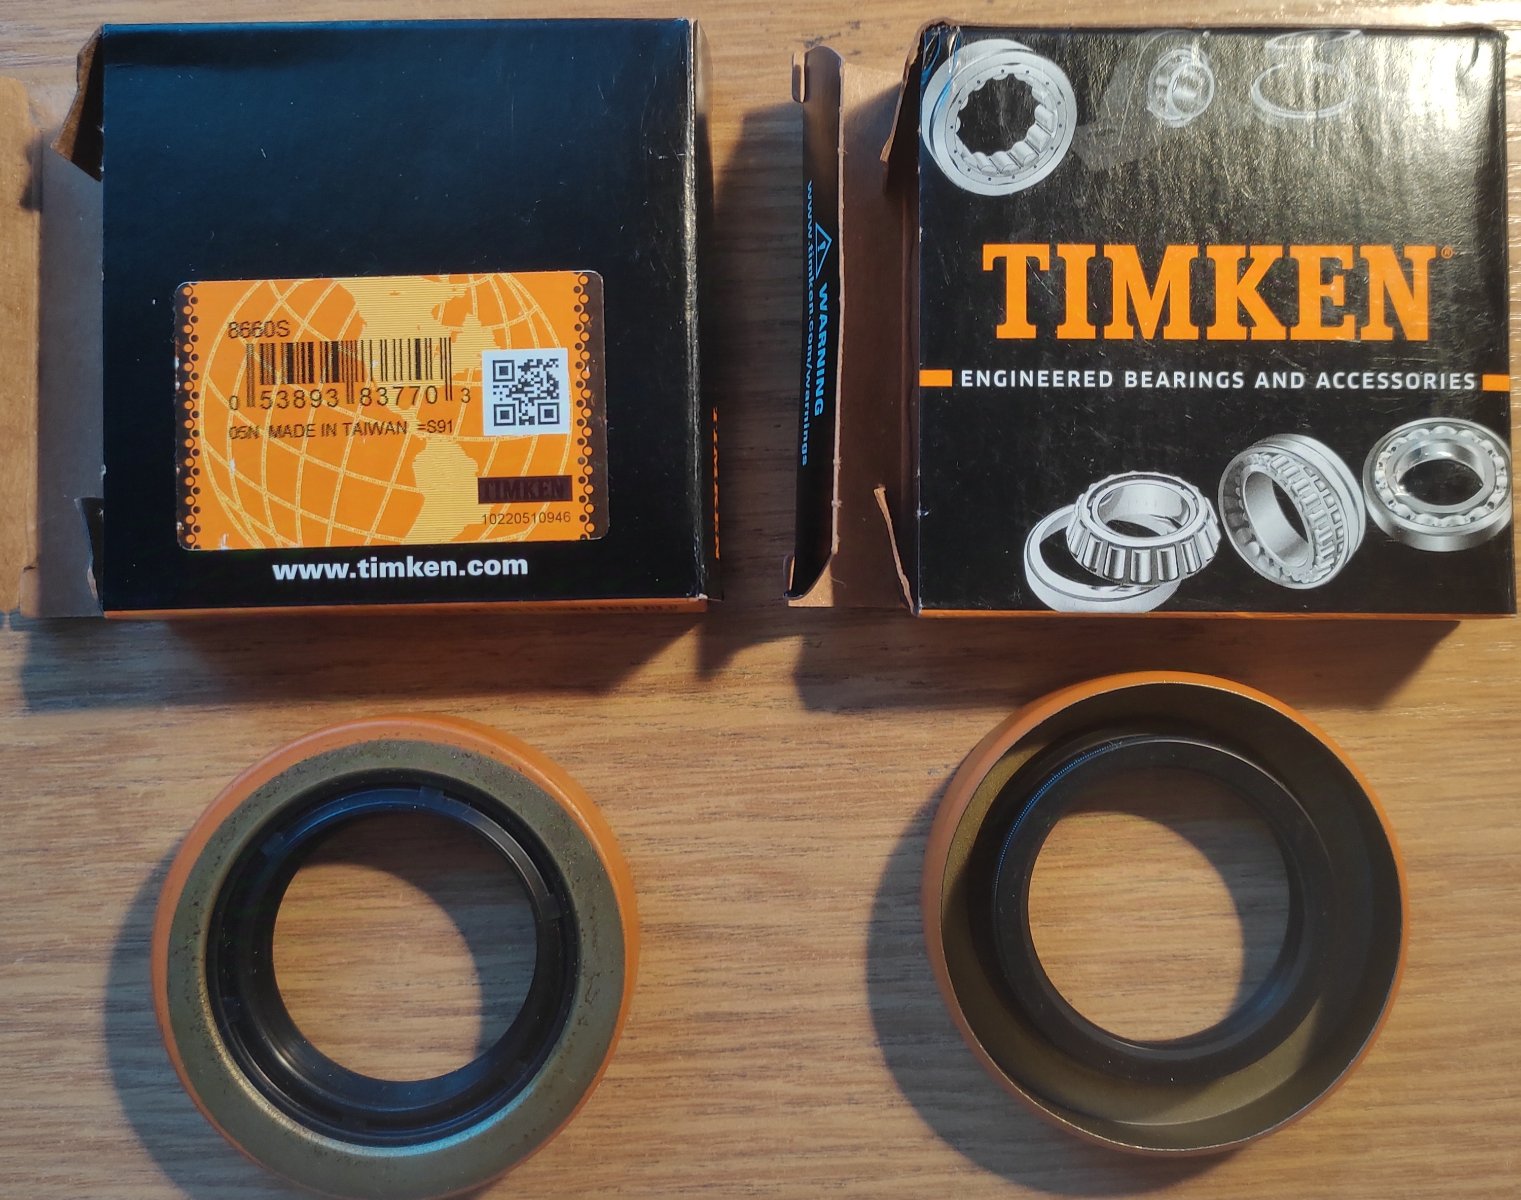 8660S
0 53893 83770 3
05N MADE IN TAIWAN =S91
TIMKEN
10220510946
www.timken.com
WARNING
www.timken.com/warnings
TIMKEN®
ENGINEERED BEARINGS AND ACCESSORIES